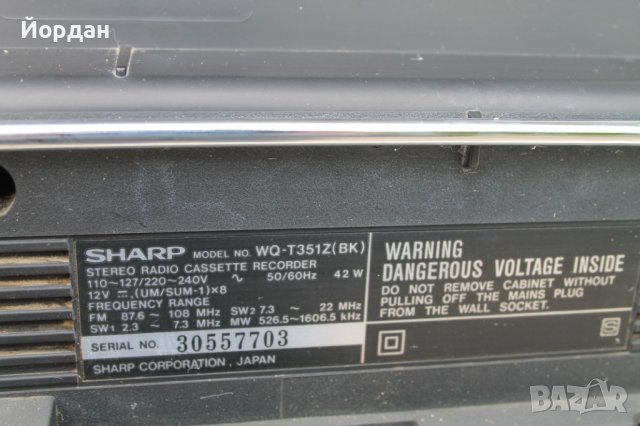 Йордан
SHARP MODEL NO. WQ-T351Z(BK)
STEREO RADIO CASSETTE RECORDER
110~127/220~240V ∿ 50/60Hz 42 W
12V ⎓ (UM/SUM-1)×8
FREQUENCY RANGE
FM 87.6~ 108 MHz SW2 7.3 ~ 22 MHz
SW1 2.3 ~ 7.3 MHz MW 526.5~1606.5 kHz
SERIAL NO. 30557703
SHARP CORPORATION, JAPAN
WARNING
DANGEROUS VOLTAGE INSIDE
DO NOT REMOVE CABINET WITHOUT
PULLING OFF THE MAINS PLUG
FROM THE WALL SOCKET.
S
BAZAR